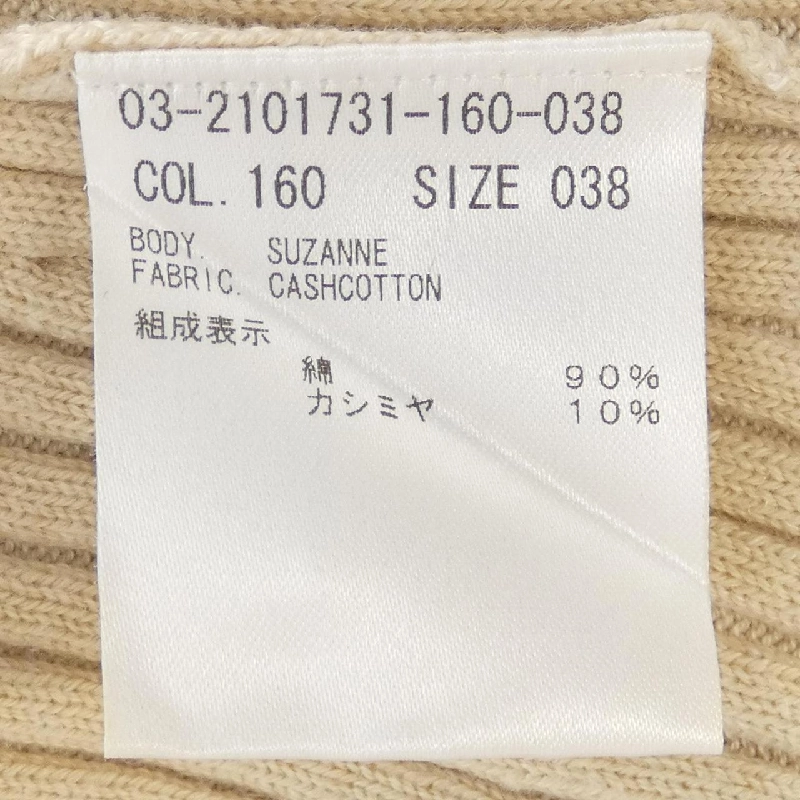 03-2101731-160-038
COL. 160 SIZE 038
BODY. SUZANNE
FABRIC. CASHCOTTON
組成表示
綿 90%
カシミヤ 10%